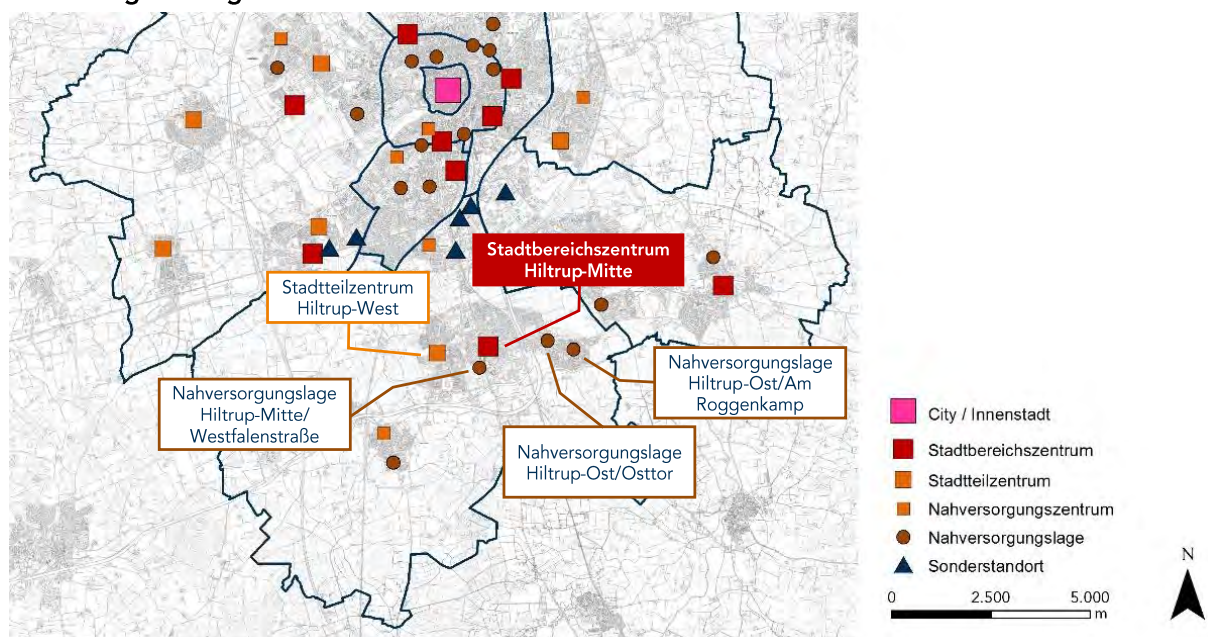 Stadtbereichszentrum
Hiltrup-Mitte
Stadtteilzentrum
Hiltrup-West
Nahversorgungslage
Hiltrup-Mitte/
Westfalenstraße
Nahversorgungslage
Hiltrup-Ost/Am
Roggenkamp
Nahversorgungslage
Hiltrup-Ost/Osttor
City / Innenstadt
Stadtbereichszentrum
Stadtteilzentrum
Nahversorgungszentrum
Nahversorgungslage
Sonderstandort
0 2.500 5.000
m
N